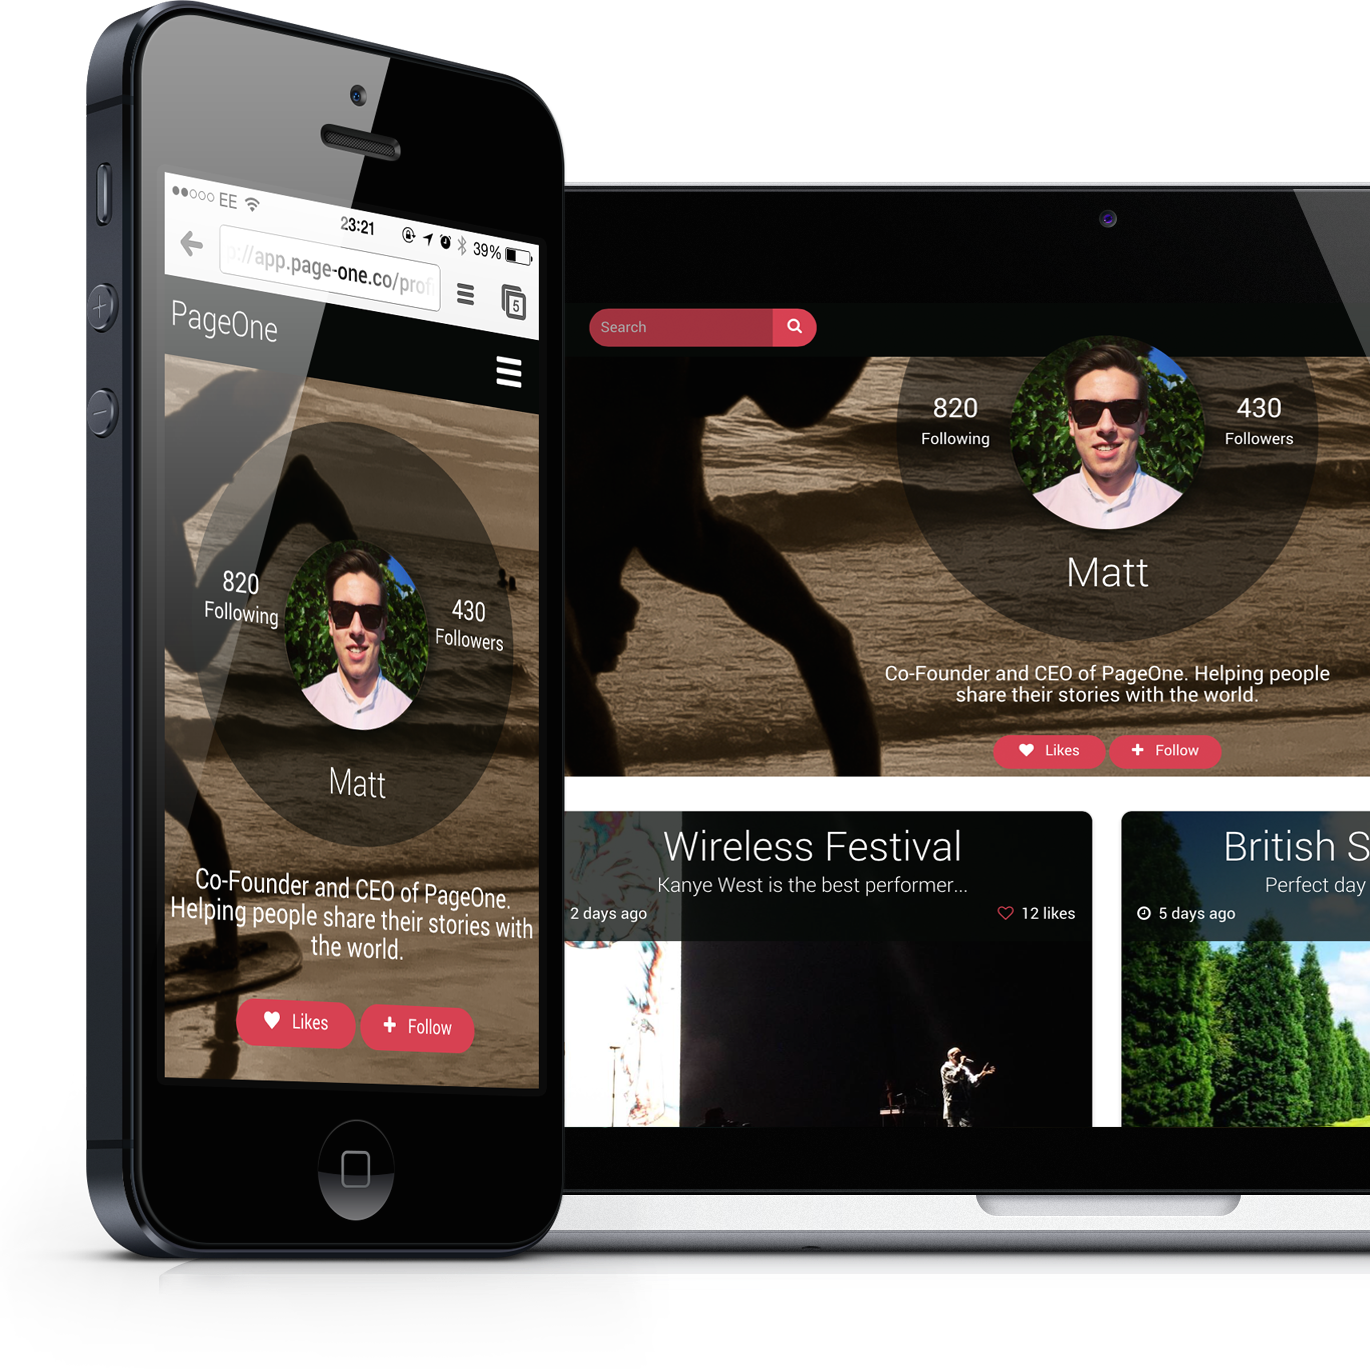 EE
23:21
39%
://app.page-one.co/prof
5
PageOne
820
Following
430
Followers
Matt
Co-Founder and CEO of PageOne.
Helping people share their stories with
the world.
Likes
Follow
Search
820
Following
430
Followers
Matt
Co-Founder and CEO of PageOne. Helping people
share their stories with the world.
Likes
Follow
Wireless Festival
Kanye West is the best performer...
2 days ago
12 likes
British S
Perfect day
5 days ago